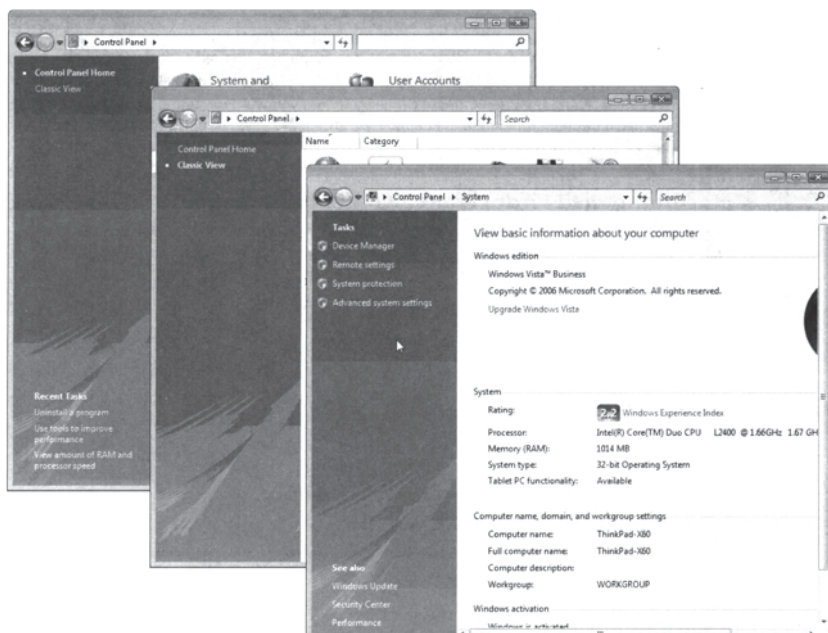 Control Panel
Control Panel Home
Classic View
System and
User Accounts
Recent Tasks
Uninstall a program
Use tools to improve
performance
View amount of RAM and
processor speed
Control Panel
Search
Control Panel Home
Classic View
Name
Category
Control Panel
System
Search
Tasks
Device Manager
Remote settings
System protection
Advanced system settings
See also
Windows Update
Security Center
Performance
View basic information about your computer
Windows edition
Windows Vista™ Business
Copyright © 2006 Microsoft Corporation. All rights reserved.
Upgrade Windows Vista
System
Rating: 2.2 Windows Experience Index
Processor: Intel(R) Core(TM) Duo CPU L2400 @ 1.66GHz 1.67 GH
Memory (RAM): 1014 MB
System type: 32-bit Operating System
Tablet PC functionality: Available
Computer name, domain, and workgroup settings
Computer name: ThinkPad-X60
Full computer name: ThinkPad-X60
Computer description:
Workgroup: WORKGROUP
Windows activation
Windows is activated